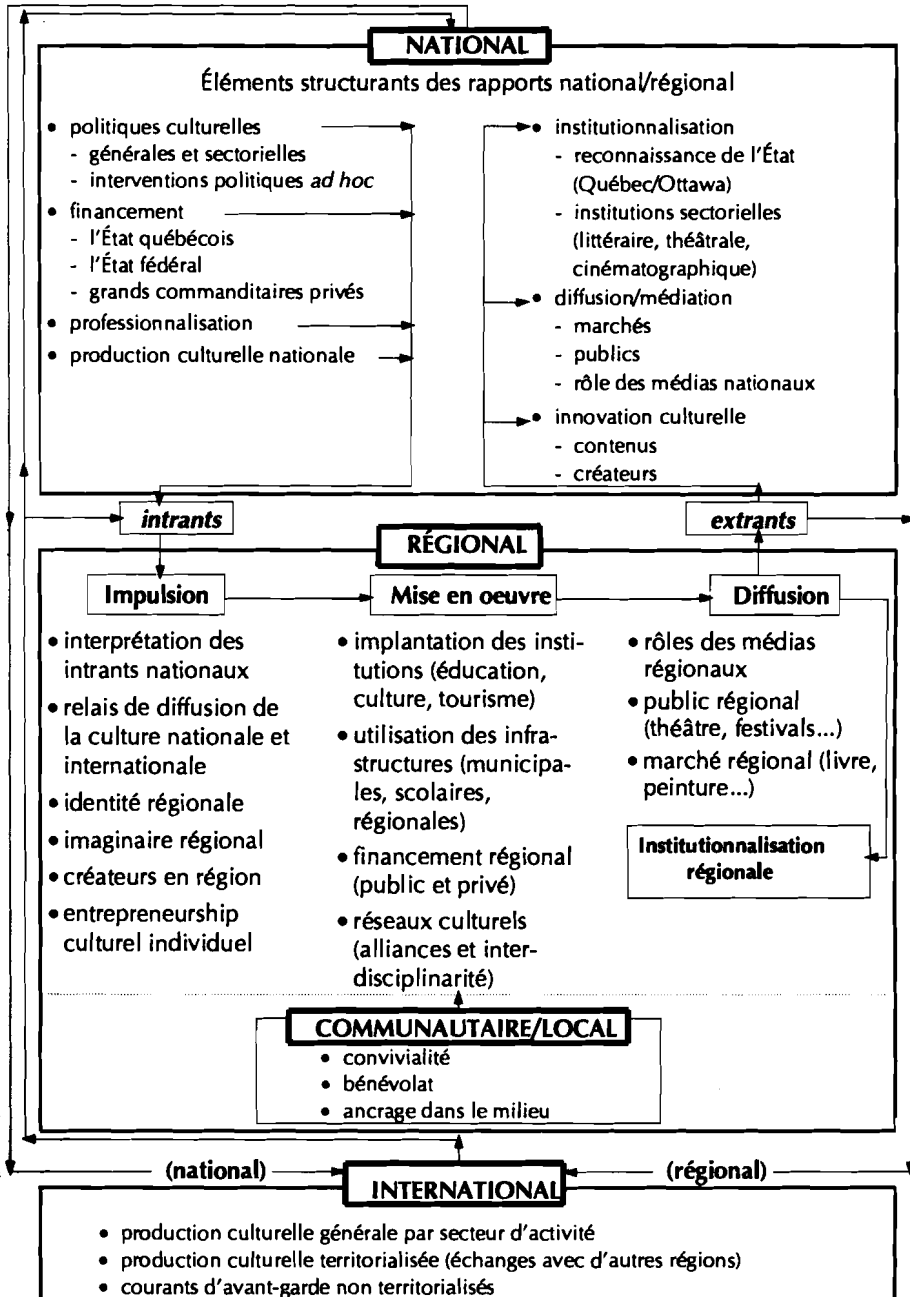 NATIONAL
Éléments structurants des rapports national/régional
• politiques culturelles
- générales et sectorielles
- interventions politiques ad hoc
• financement
- l'État québécois
- l'État fédéral
- grands commanditaires privés
• professionnalisation
• production culturelle nationale
• institutionnalisation
- reconnaissance de l'État
(Québec/Ottawa)
- institutions sectorielles
(littéraire, théâtrale,
cinématographique)
• diffusion/médiation
- marchés
- publics
- rôle des médias nationaux
• innovation culturelle
- contenus
- créateurs
intrants
extrants
RÉGIONAL
Impulsion
• interprétation des
intrants nationaux
• relais de diffusion de
la culture nationale et
internationale
• identité régionale
• imaginaire régional
• créateurs en région
• entrepreneurship
culturel individuel
Mise en oeuvre
• implantation des insti-
tutions (éducation,
culture, tourisme)
• utilisation des infra-
structures (municipa-
les, scolaires,
régionales)
• financement régional
(public et privé)
• réseaux culturels
(alliances et inter-
disciplinarité)
Diffusion
• rôles des médias
régionaux
• public régional
(théâtre, festivals...)
• marché régional (livre,
peinture...)
Institutionnalisation
régionale
COMMUNAUTAIRE/LOCAL
• convivialité
• bénévolat
• ancrage dans le milieu
(national)
(régional)
INTERNATIONAL
• production culturelle générale par secteur d'activité
• production culturelle territorialisée (échanges avec d'autres régions)
• courants d'avant-garde non territorialisés